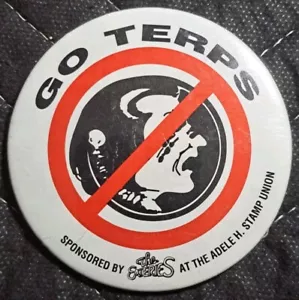 GO TERPS
SPONSORED BY the EatERiES AT THE ADELE H. STAMP UNION